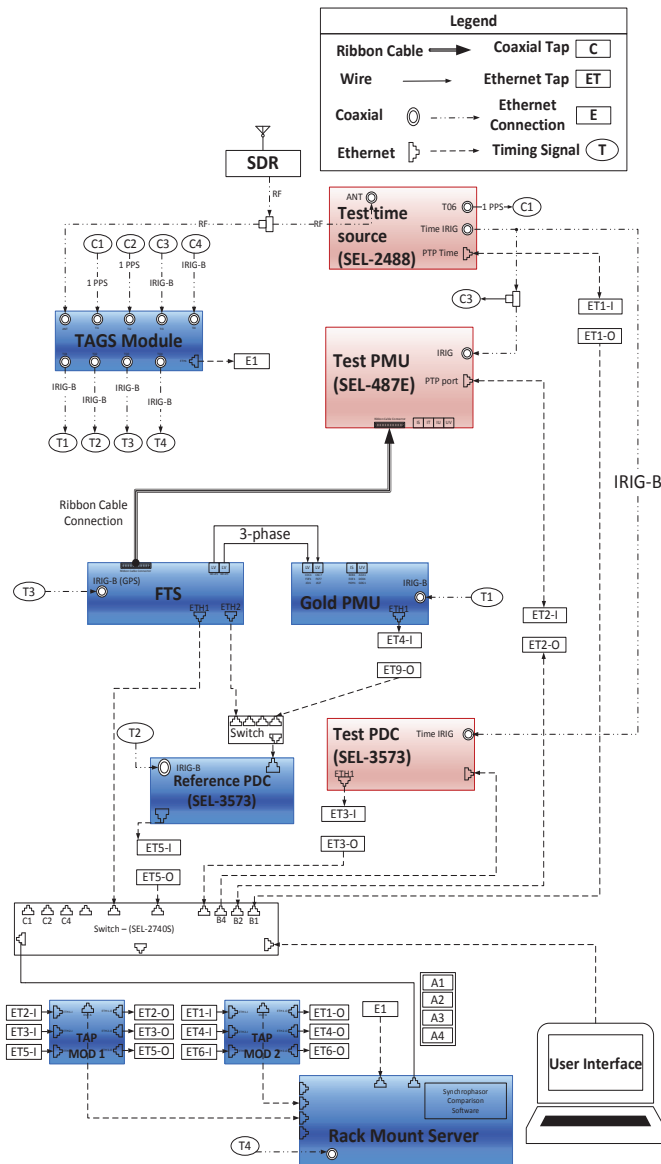 Legend
Ribbon Cable
Coaxial Tap
C
Wire
Ethernet Tap
ET
Coaxial
Ethernet
Connection
E
Ethernet
Timing Signal
T
SDR
RF
RF
RF
ANT
Test time
source
(SEL-2488)
T06
1 PPS
C1
Time IRIG
PTP Time
C1
C2
C3
C4
1 PPS
1 PPS
IRIG-B
IRIG-B
TAGS Module
E1
IRIG-B
IRIG-B
IRIG-B
IRIG-B
T1
T2
T3
T4
C3
ET1-I
ET1-O
Test PMU
(SEL-487E)
IRIG
PTP port
IRIG-B
Ribbon Cable
Connection
3-phase
T3
IRIG-B (GPS)
FTS
ETH1
ETH2
Gold PMU
IRIG-B
ETH1
T1
ET4-I
ET9-O
ET2-I
ET2-O
Switch
T2
IRIG-B
Reference PDC
(SEL-3573)
Test PDC
(SEL-3573)
Time IRIG
ETH1
ET3-I
ET3-O
ET5-I
ET5-O
C1
C2
C4
B4
B2
B1
Switch – (SEL-2740S)
A1
A2
A3
A4
ET2-I
ET3-I
ET5-I
TAP
MOD 1
ET2-O
ET3-O
ET5-O
ET1-I
ET4-I
ET6-I
TAP
MOD 2
ET1-O
ET4-O
ET6-O
E1
User Interface
Synchrophasor
Comparison
Software
Rack Mount Server
T4